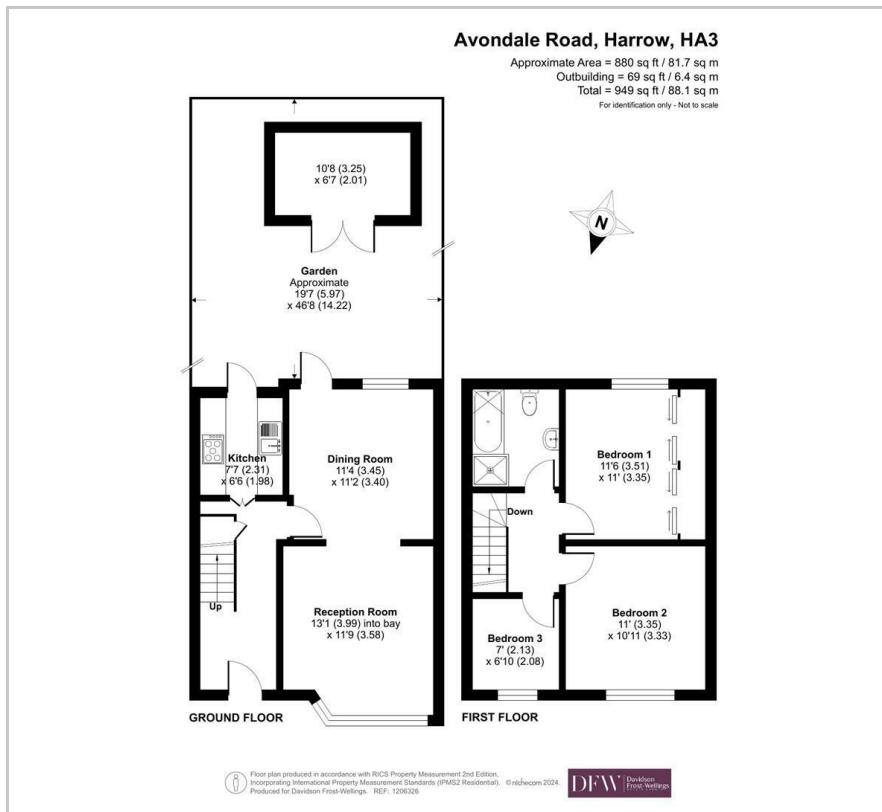 Avondale Road, Harrow, HA3
Approximate Area = 880 sq ft / 81.7 sq m
Outbuilding = 69 sq ft / 6.4 sq m
Total = 949 sq ft / 88.1 sq m
For identification only - Not to scale
10'8 (3.25)
x 6'7 (2.01)
N
Garden
Approximate
19'7 (5.97)
x 46'8 (14.22)
Kitchen
7'7 (2.31)
x 6'6 (1.98)
Dining Room
11'4 (3.45)
x 11'2 (3.40)
Up
Reception Room
13'1 (3.99) into bay
x 11'9 (3.58)
GROUND FLOOR
Bedroom 1
11'6 (3.51)
x 11' (3.35)
Down
Bedroom 3
7' (2.13)
x 6'10 (2.08)
Bedroom 2
11' (3.35)
x 10'11 (3.33)
FIRST FLOOR
Floor plan produced in accordance with RICS Property Measurement 2nd Edition,
Incorporating International Property Measurement Standards (IPMS2 Residential). © nichecom 2024.
Produced for Davidson Frost-Wellings. REF: 1206326
DFW
Davidson
Frost-Wellings